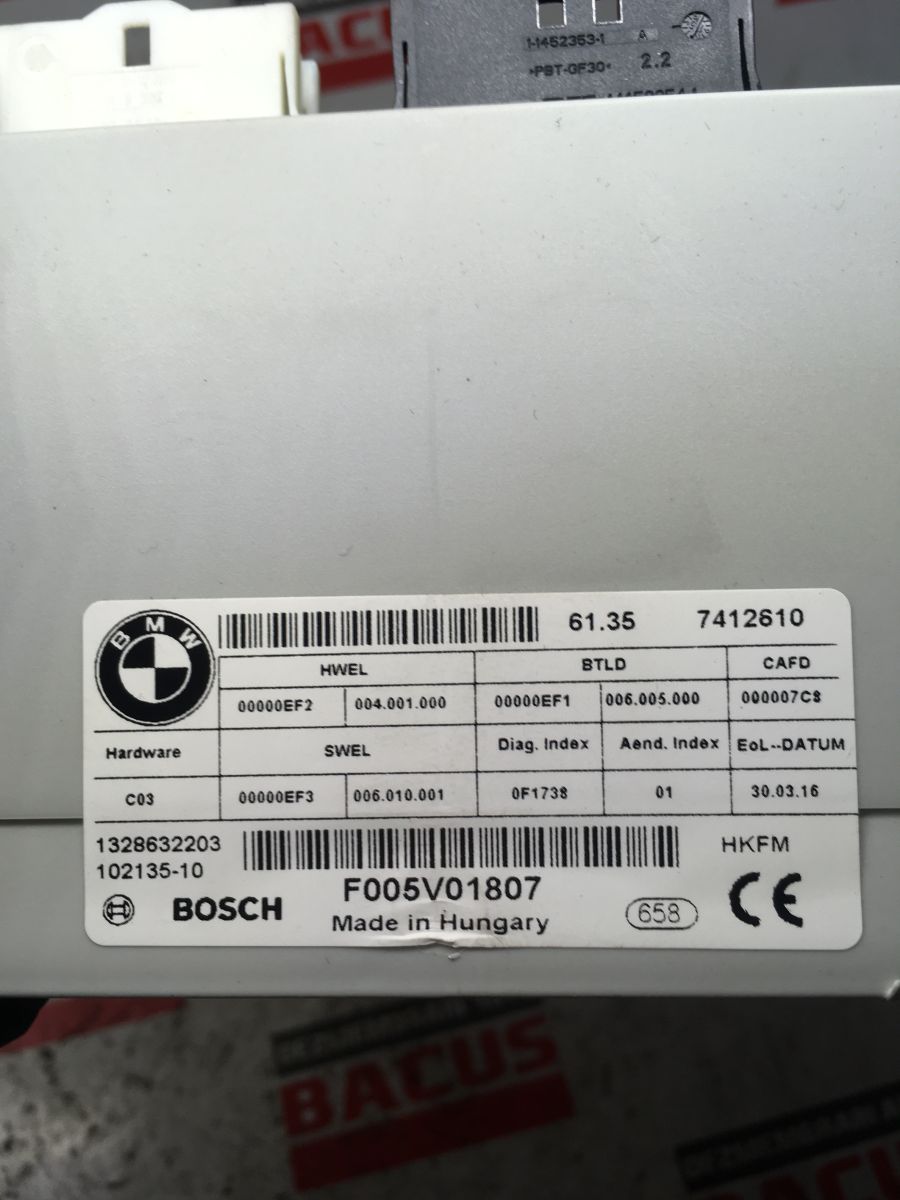 ACUS
1-1452353-1 A
>PBT-GF30< 2.2
BMW
61.35 7412610
HWEL BTLD CAFD
00000EF2 004.001.000 00000EF1 006.005.000 000007C8
Hardware SWEL Diag. Index Aend. Index EoL--DATUM
C03 00000EF3 006.010.001 0F1738 01 30.03.16
1328632203 HKFM
102135-10
F005V01807
BOSCH
Made in Hungary
658
CE
BACUS